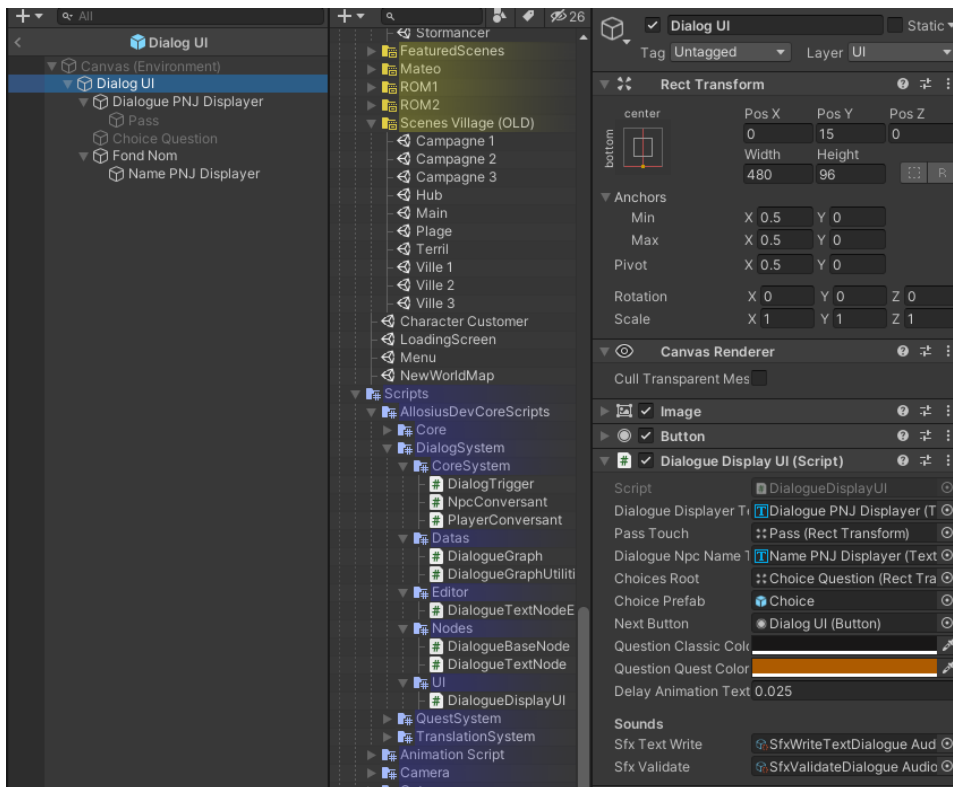 All
26
Dialog UI
Canvas (Environment)
Dialog UI
Dialogue PNJ Displayer
Pass
Choice Question
Fond Nom
Name PNJ Displayer
Stormancer
FeaturedScenes
Mateo
ROM1
ROM2
Scenes Village (OLD)
Campagne 1
Campagne 2
Campagne 3
Hub
Main
Plage
Terril
Ville 1
Ville 2
Ville 3
Character Customer
LoadingScreen
Menu
NewWorldMap
Scripts
AllosiusDevCoreScripts
Core
DialogSystem
CoreSystem
DialogTrigger
NpcConversant
PlayerConversant
Datas
DialogueGraph
DialogueGraphUtiliti
Editor
DialogueTextNodeE
Nodes
DialogueBaseNode
DialogueTextNode
UI
DialogueDisplayUI
QuestSystem
TranslationSystem
Animation Script
Camera
Dialog UI Static
Tag Untagged Layer UI
Rect Transform
center Pos X Pos Y Pos Z
bottom 0 15 0
Width Height
480 96 R
Anchors
Min X 0.5 Y 0
Max X 0.5 Y 0
Pivot X 0.5 Y 0
Rotation X 0 Y 0 Z 0
Scale X 1 Y 1 Z 1
Canvas Renderer
Cull Transparent Mes
Image
Button
# Dialogue Display UI (Script)
Script DialogueDisplayUI
Dialogue Displayer T Dialogue PNJ Displayer (T
Pass Touch Pass (Rect Transform)
Dialogue Npc Name T Name PNJ Displayer (Text
Choices Root Choice Question (Rect Tra
Choice Prefab Choice
Next Button Dialog UI (Button)
Question Classic Col
Question Quest Color
Delay Animation Text 0.025
Sounds
Sfx Text Write SfxWriteTextDialogue Aud
Sfx Validate SfxValidateDialogue Audio